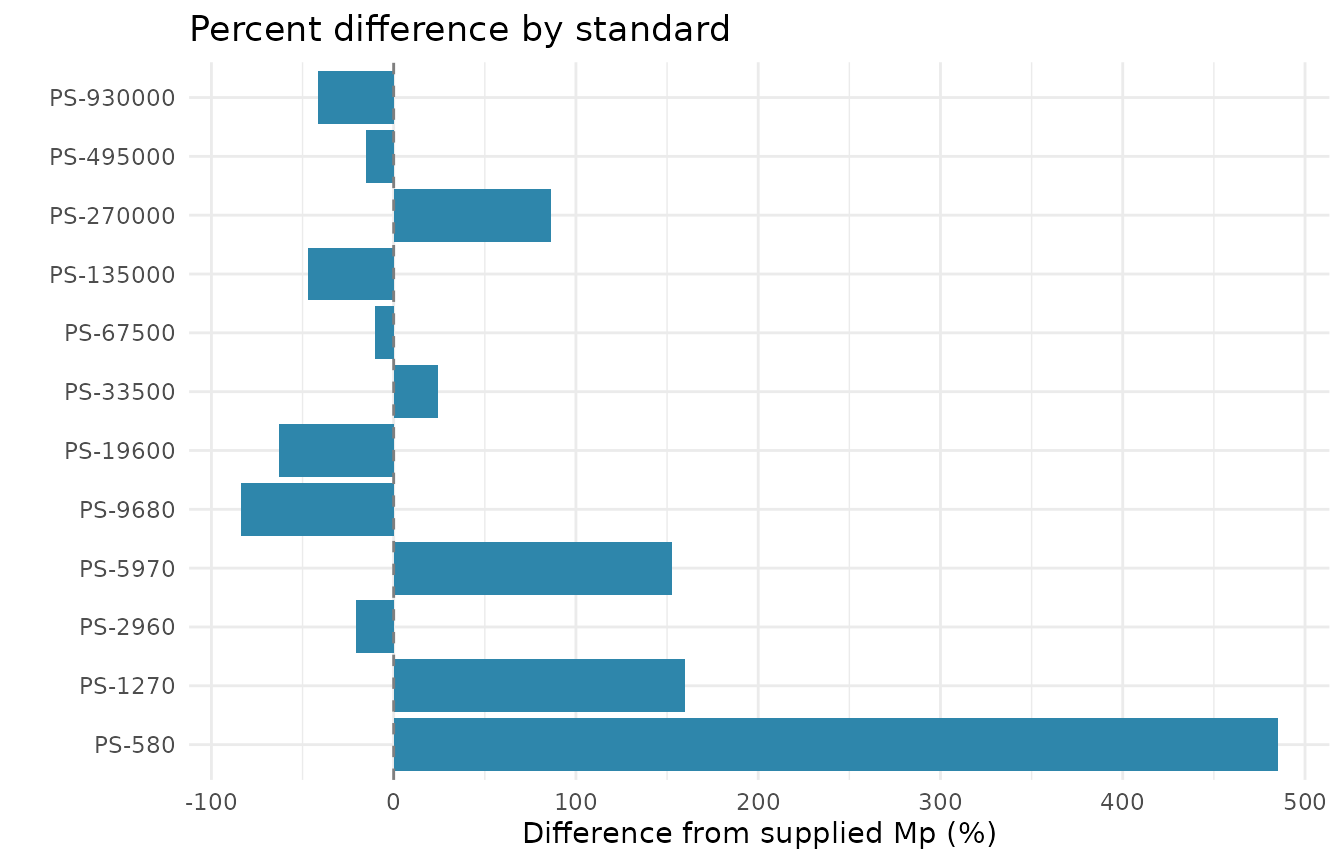 Percent difference by standard
PS-930000
PS-495000
PS-270000
PS-135000
PS-67500
PS-33500
PS-19600
PS-9680
PS-5970
PS-2960
PS-1270
PS-580
-100 0 100 200 300 400 500
Difference from supplied Mp (%)